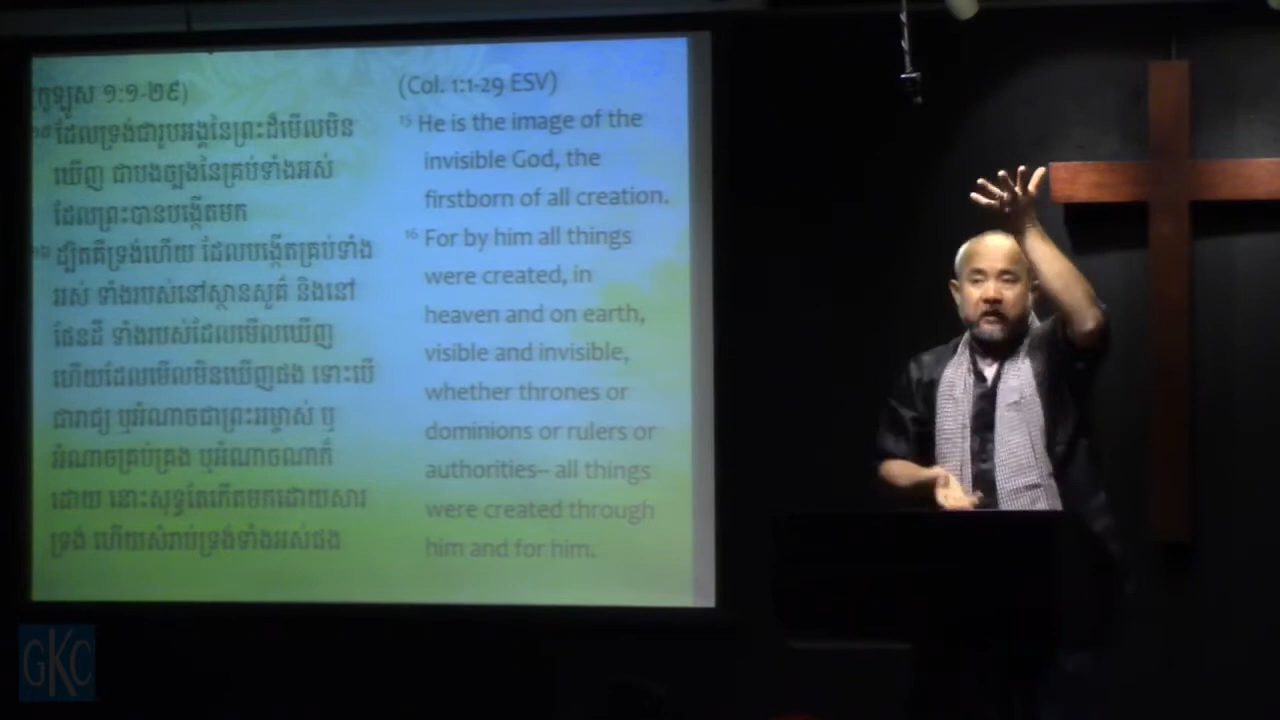 (កូឡូស ១:១-២៩)
១៥ ដែលទ្រង់ជារូបអង្គនៃព្រះដ៏មើលមិន
ឃើញ ជាបងច្បងនៃគ្រប់ទាំងអស់
ដែលព្រះបានបង្កើតមក
១៦ ដ្បិតគឺទ្រង់ហើយ ដែលបង្កើតគ្រប់ទាំង
អស់ ទាំងរបស់នៅស្ថានសួគ៌ និងនៅ
ផែនដី ទាំងរបស់ដែលមើលឃើញ
ហើយដែលមើលមិនឃើញផង ទោះបើ
ជារាជ្យ ឬអំណាចជាព្រះអម្ចាស់ ឬ
អំណាចគ្រប់គ្រង ឬអំណាចណាក៏
ដោយ នោះសុទ្ធតែកើតមកដោយសារ
ទ្រង់ ហើយសំរាប់ទ្រង់ទាំងអស់ផង
(Col. 1:1-29 ESV)
15 He is the image of the
invisible God, the
firstborn of all creation.
16 For by him all things
were created, in
heaven and on earth,
visible and invisible,
whether thrones or
dominions or rulers or
authorities– all things
were created through
him and for him.
GKC